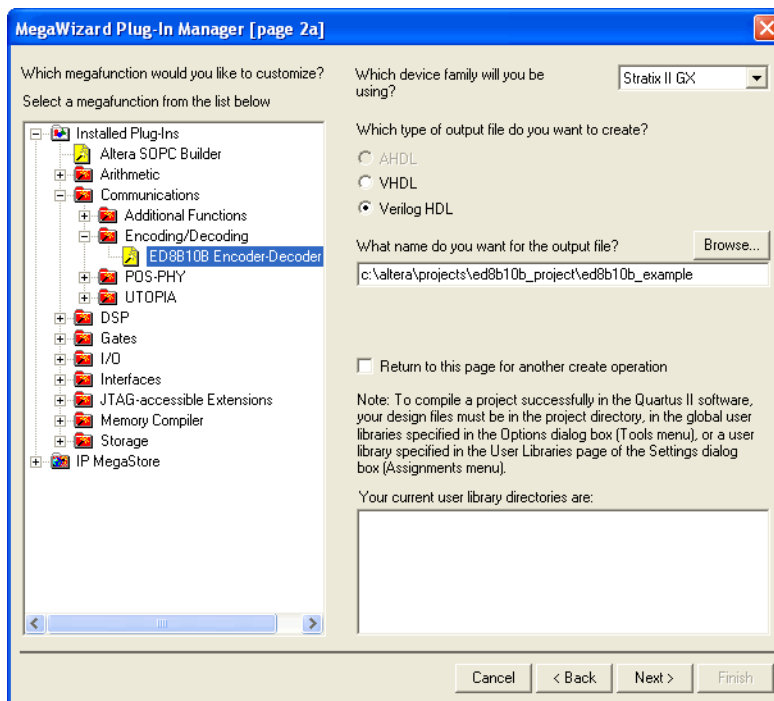 MegaWizard Plug-In Manager [page 2a]
Which megafunction would you like to customize?
Select a megafunction from the list below
Installed Plug-Ins
Altera SOPC Builder
Arithmetic
Communications
Additional Functions
Encoding/Decoding
ED8B10B Encoder-Decoder
POS-PHY
UTOPIA
DSP
Gates
I/O
Interfaces
JTAG-accessible Extensions
Memory Compiler
Storage
IP MegaStore
Which device family will you be
using?
Stratix II GX
Which type of output file do you want to create?
AHDL
VHDL
Verilog HDL
What name do you want for the output file?
Browse...
c:\altera\projects\ed8b10b_project\ed8b10b_example
Return to this page for another create operation
Note: To compile a project successfully in the Quartus II software,
your design files must be in the project directory, in the global user
libraries specified in the Options dialog box (Tools menu), or a user
library specified in the User Libraries page of the Settings dialog
box (Assignments menu).
Your current user library directories are:
Cancel
< Back
Next >
Finish